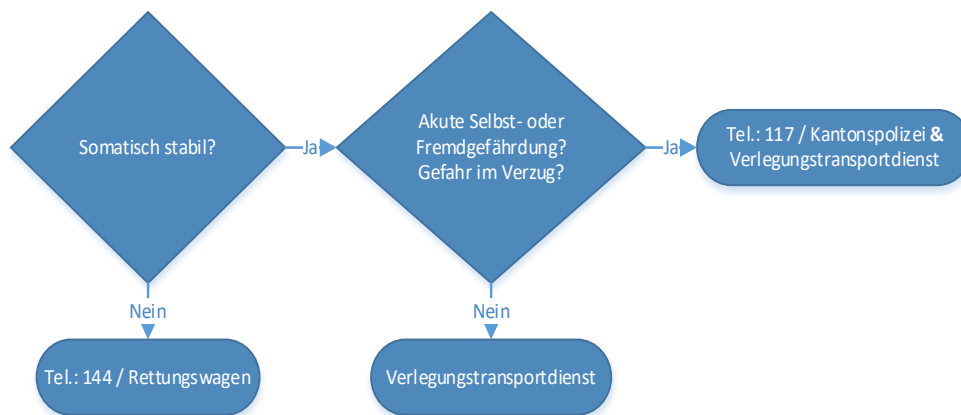 Somatisch stabil?
Ja
Akute Selbst- oder
Fremdgefährdung?
Gefahr im Verzug?
Ja
Tel.: 117 / Kantonspolizei &
Verlegungstransportdienst
Nein
Nein
Tel.: 144 / Rettungswagen
Verlegungstransportdienst